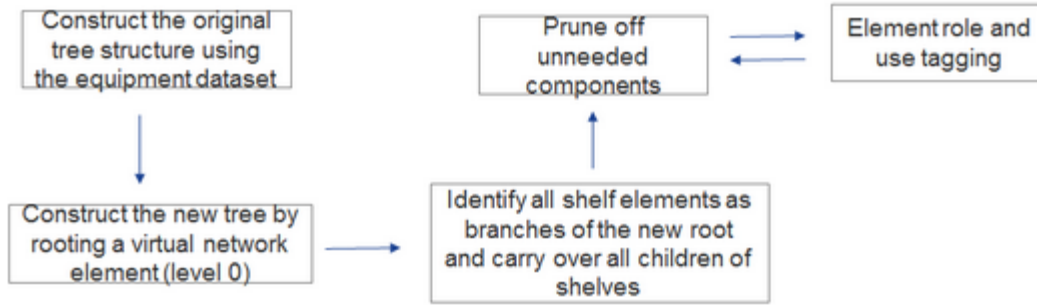 Construct the original
tree structure using
the equipment dataset
Construct the new tree by
rooting a virtual network
element (level 0)
Identify all shelf elements as
branches of the new root
and carry over all children of
shelves
Prune off
unneeded
components
Element role and
use tagging